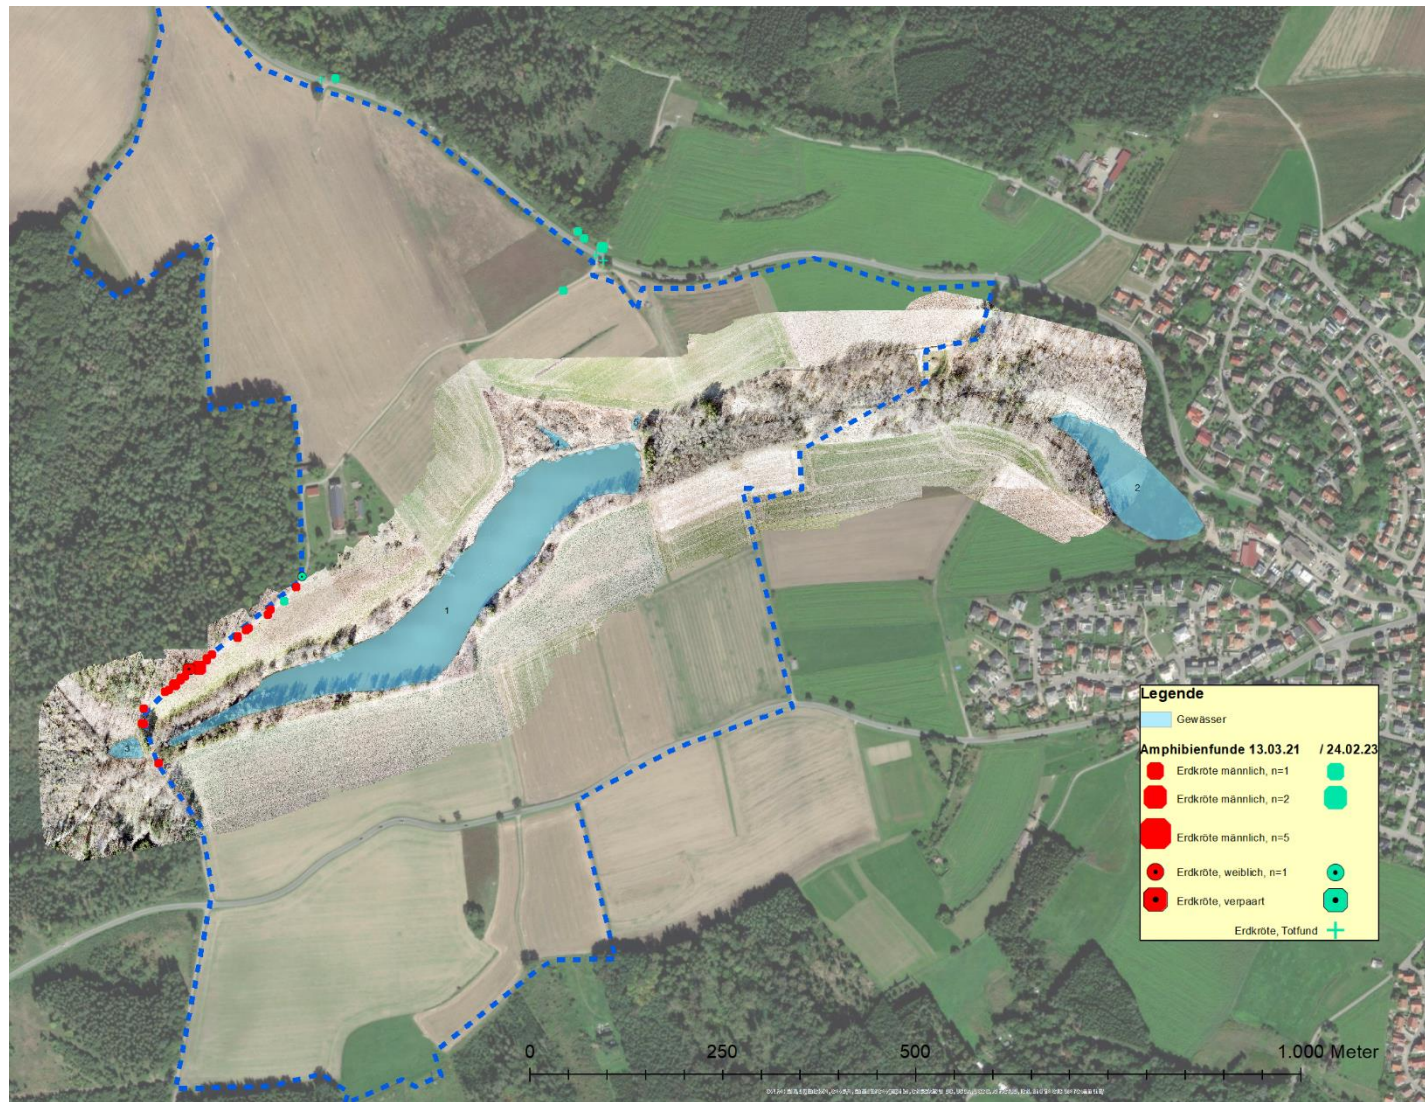 1
2
3
Legende
Gewässer
Amphibienfunde 13.03.21 / 24.02.23
Erdkröte männlich, n=1
Erdkröte männlich, n=2
Erdkröte männlich, n=5
Erdkröte, weiblich, n=1
Erdkröte, verpaart
Erdkröte, Totfund
0 250 500 1.000 Meter